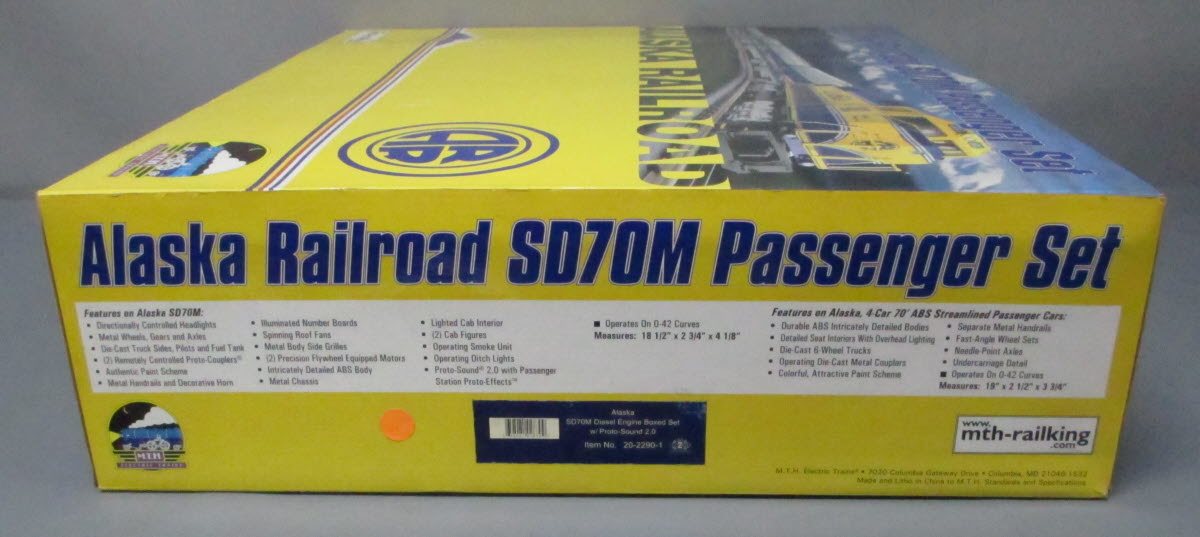 ALASKA RAILROAD
Passenger Set
ARR
Alaska Railroad SD70M Passenger Set
Features on Alaska SD70M:
• Directionally Controlled Headlights
• Metal Wheels, Gears and Axles
• Die-Cast Truck Sides, Pilots and Fuel Tank
• (2) Remotely Controlled Proto-Couplers®
• Authentic Paint Scheme
• Metal Handrails and Decorative Horn
• Illuminated Number Boards
• Spinning Roof Fans
• Metal Body Side Grilles
• (2) Precision Flywheel Equipped Motors
• Intricately Detailed ABS Body
• Metal Chassis
• Lighted Cab Interior
• (2) Cab Figures
• Operating Smoke Unit
• Operating Ditch Lights
• Proto-Sound® 2.0 with Passenger
Station Proto-Effects™
■ Operates On O-42 Curves
Measures: 18 1/2" x 2 3/4" x 4 1/8"
Features on Alaska, 4-Car 70' ABS Streamlined Passenger Cars:
• Durable ABS Intricately Detailed Bodies
• Detailed Seat Interiors With Overhead Lighting
• Die-Cast 6-Wheel Trucks
• Operating Die-Cast Metal Couplers
• Colorful, Attractive Paint Scheme
• Separate Metal Handrails
• Fast-Angle Wheel Sets
• Needle-Point Axles
• Undercarriage Detail
■ Operates On O-42 Curves
Measures: 19" x 2 1/2" x 3 3/4"
M.T.H.
ELECTRIC TRAINS
Alaska
SD70M Diesel Engine Boxed Set
w/ Proto-Sound 2.0
Item No. 20-2290-1
www.
mth-railking
.com
M.T.H. Electric Trains® • 7020 Columbia Gateway Drive • Columbia, MD 21046-1532
Made and Litho in China to M.T.H. Standards and Specifications